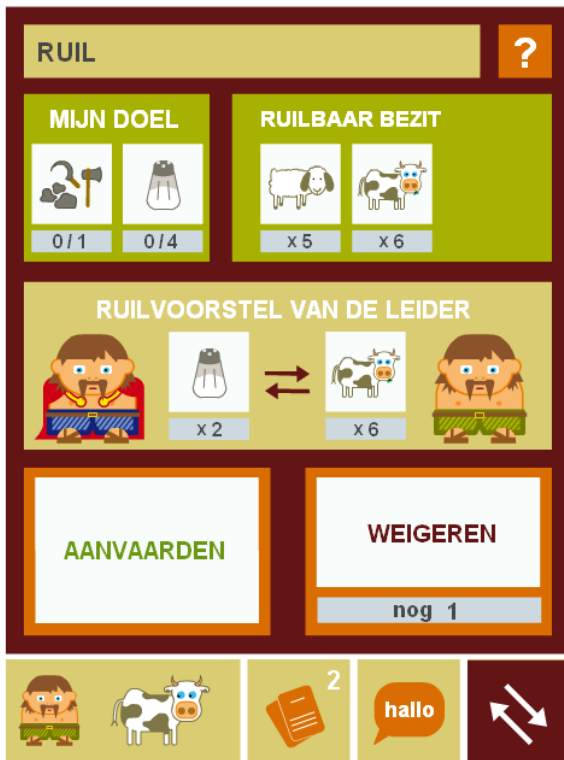 RUIL
?
MIJN DOEL
RUILBAAR BEZIT
0/1
0/4
x 5
x 6
RUILVOORSTEL VAN DE LEIDER
x 2
x 6
AANVAARDEN
WEIGEREN
nog 1
2
hallo